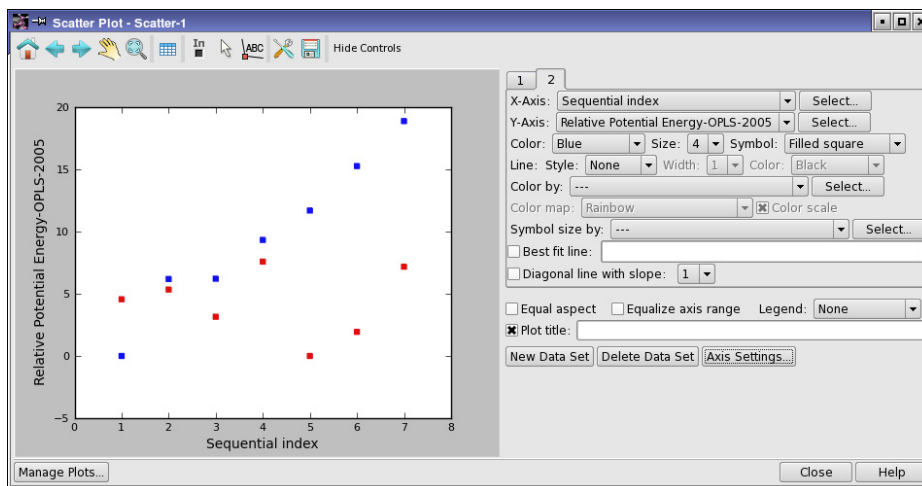 Scatter Plot - Scatter-1
In ABC Hide Controls
1 2
X-Axis: Sequential index Select...
Y-Axis: Relative Potential Energy-OPLS-2005 Select...
Color: Blue Size: 4 Symbol: Filled square
Line: Style: None Width: 1 Color: Black
Color by: --- Select...
Color map: Rainbow Color scale
Symbol size by: --- Select...
Best fit line:
Diagonal line with slope: 1
Equal aspect Equalize axis range Legend: None
Plot title:
New Data Set Delete Data Set Axis Settings...
Relative Potential Energy-OPLS-2005
20
15
10
5
0
−5
0 1 2 3 4 5 6 7 8
Sequential index
Manage Plots... Close Help